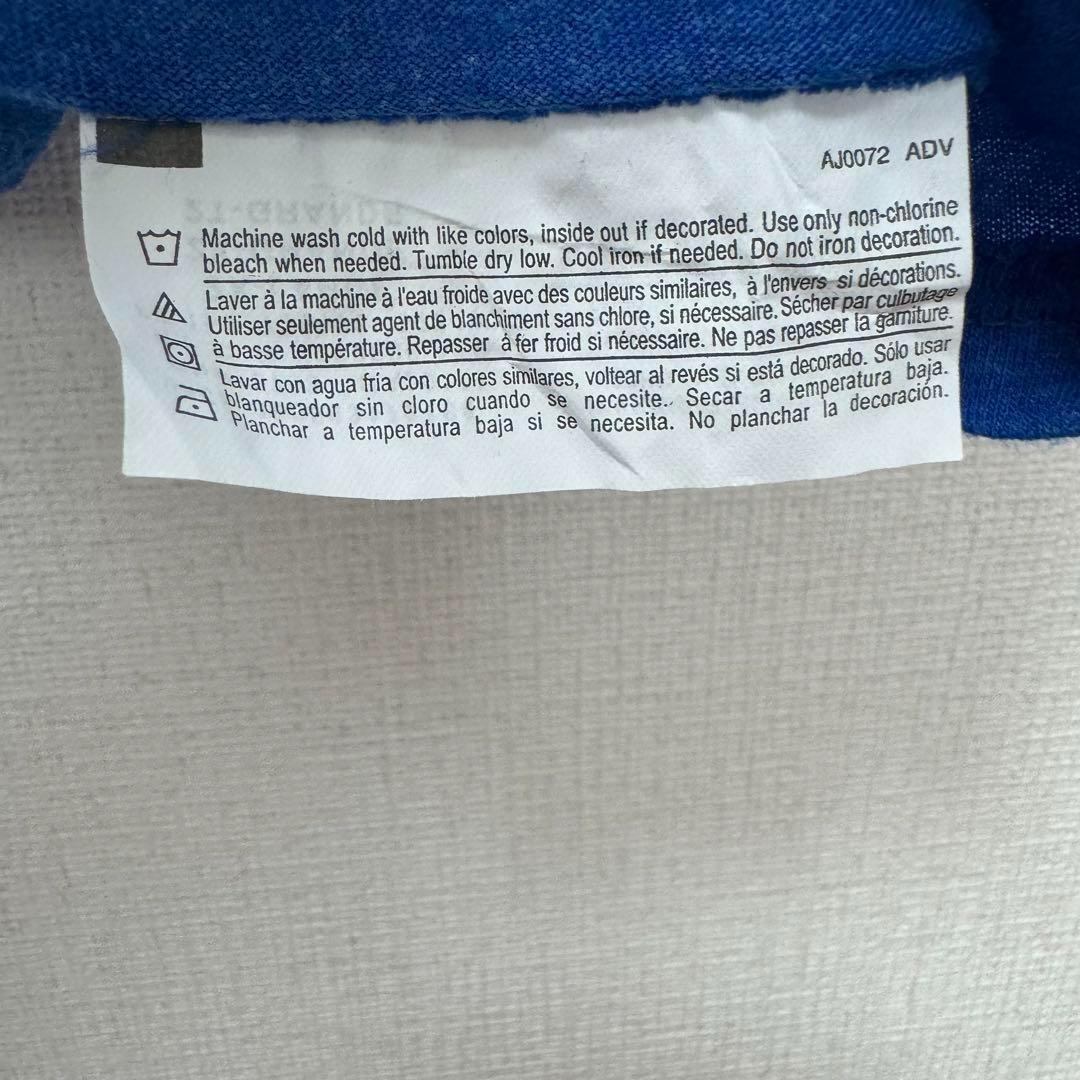 AJ0072 ADV
Machine wash cold with like colors, inside out if decorated. Use only non-chlorine
bleach when needed. Tumble dry low. Cool iron if needed. Do not iron decoration.
Laver à la machine à l'eau froide avec des couleurs similaires, à l'envers si décorations.
Utiliser seulement agent de blanchiment sans chlore, si nécessaire. Sécher par culbutage
à basse température. Repasser à fer froid si nécessaire. Ne pas repasser la garniture.
Lavar con agua fría con colores similares, voltear al revés si está decorado. Sólo usar
blanqueador sin cloro cuando se necesite. Secar a temperatura baja.
Planchar a temperatura baja si se necesita. No planchar la decoración.